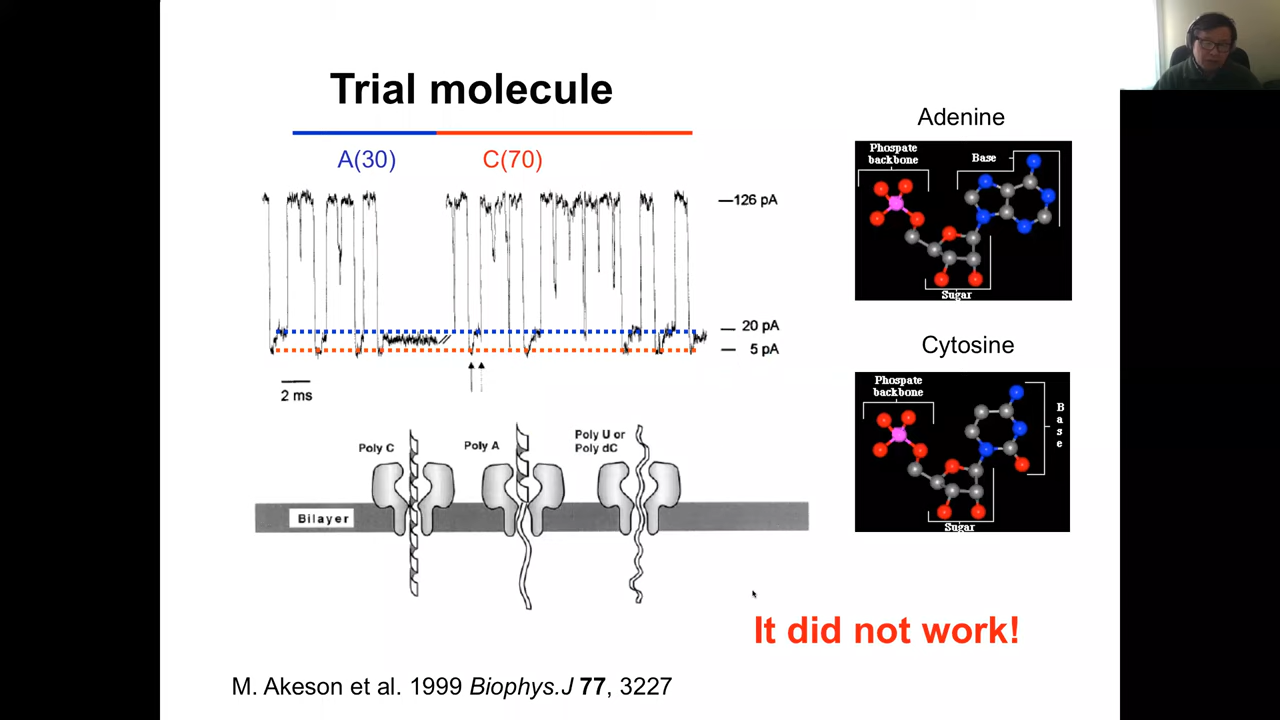 Trial molecule
A(30)
C(70)
126 pA
20 pA
5 pA
2 ms
Poly C
Poly A
Poly U or
Poly dC
Bilayer
Adenine
Phospate
backbone
Base
Sugar
Cytosine
Phospate
backbone
Base
Sugar
It did not work!
M. Akeson et al. 1999 Biophys.J 77, 3227